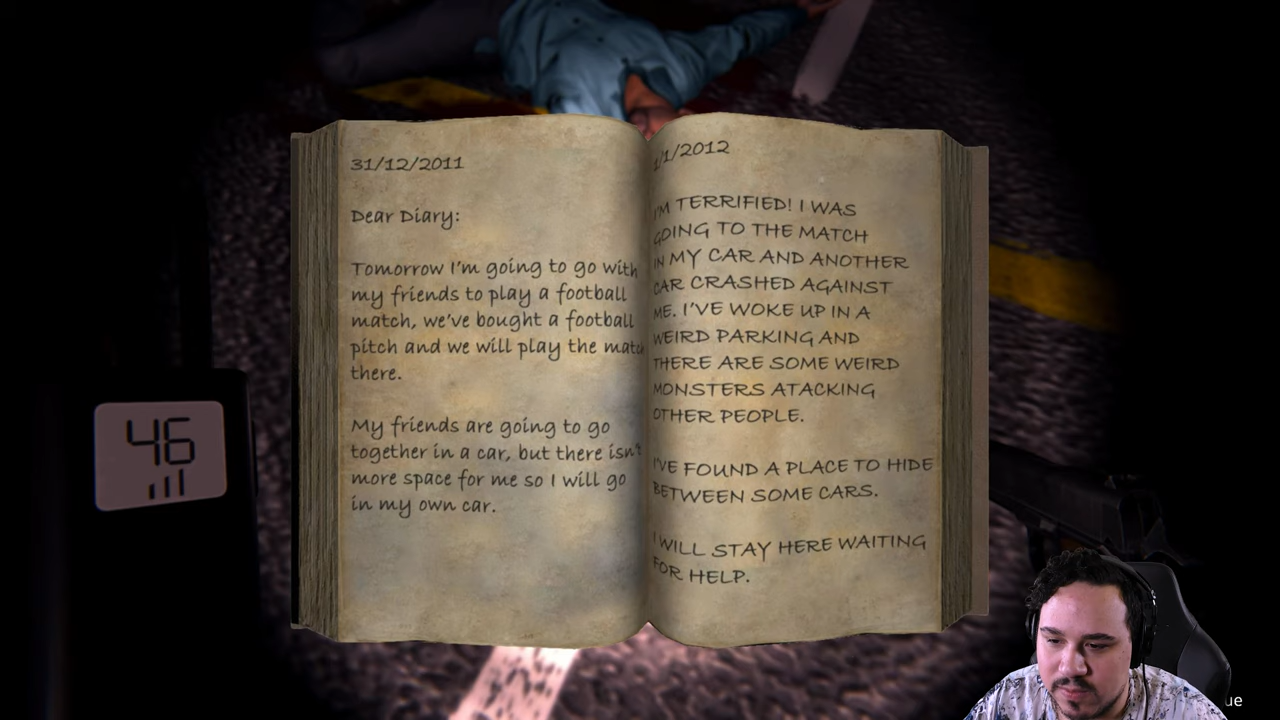 31/12/2011
Dear Diary:
Tomorrow I'm going to go with
my friends to play a football
match, we've bought a football
pitch and we will play the match
there.
My friends are going to go
together in a car, but there isn't
more space for me so I will go
in my own car.
1/1/2012
I'M TERRIFIED! I WAS
GOING TO THE MATCH
IN MY CAR AND ANOTHER
CAR CRASHED AGAINST
ME. I'VE WOKE UP IN A
WEIRD PARKING AND
THERE ARE SOME WEIRD
MONSTERS ATACKING
OTHER PEOPLE.
I'VE FOUND A PLACE TO HIDE
BETWEEN SOME CARS.
I WILL STAY HERE WAITING
FOR HELP.
46
ue